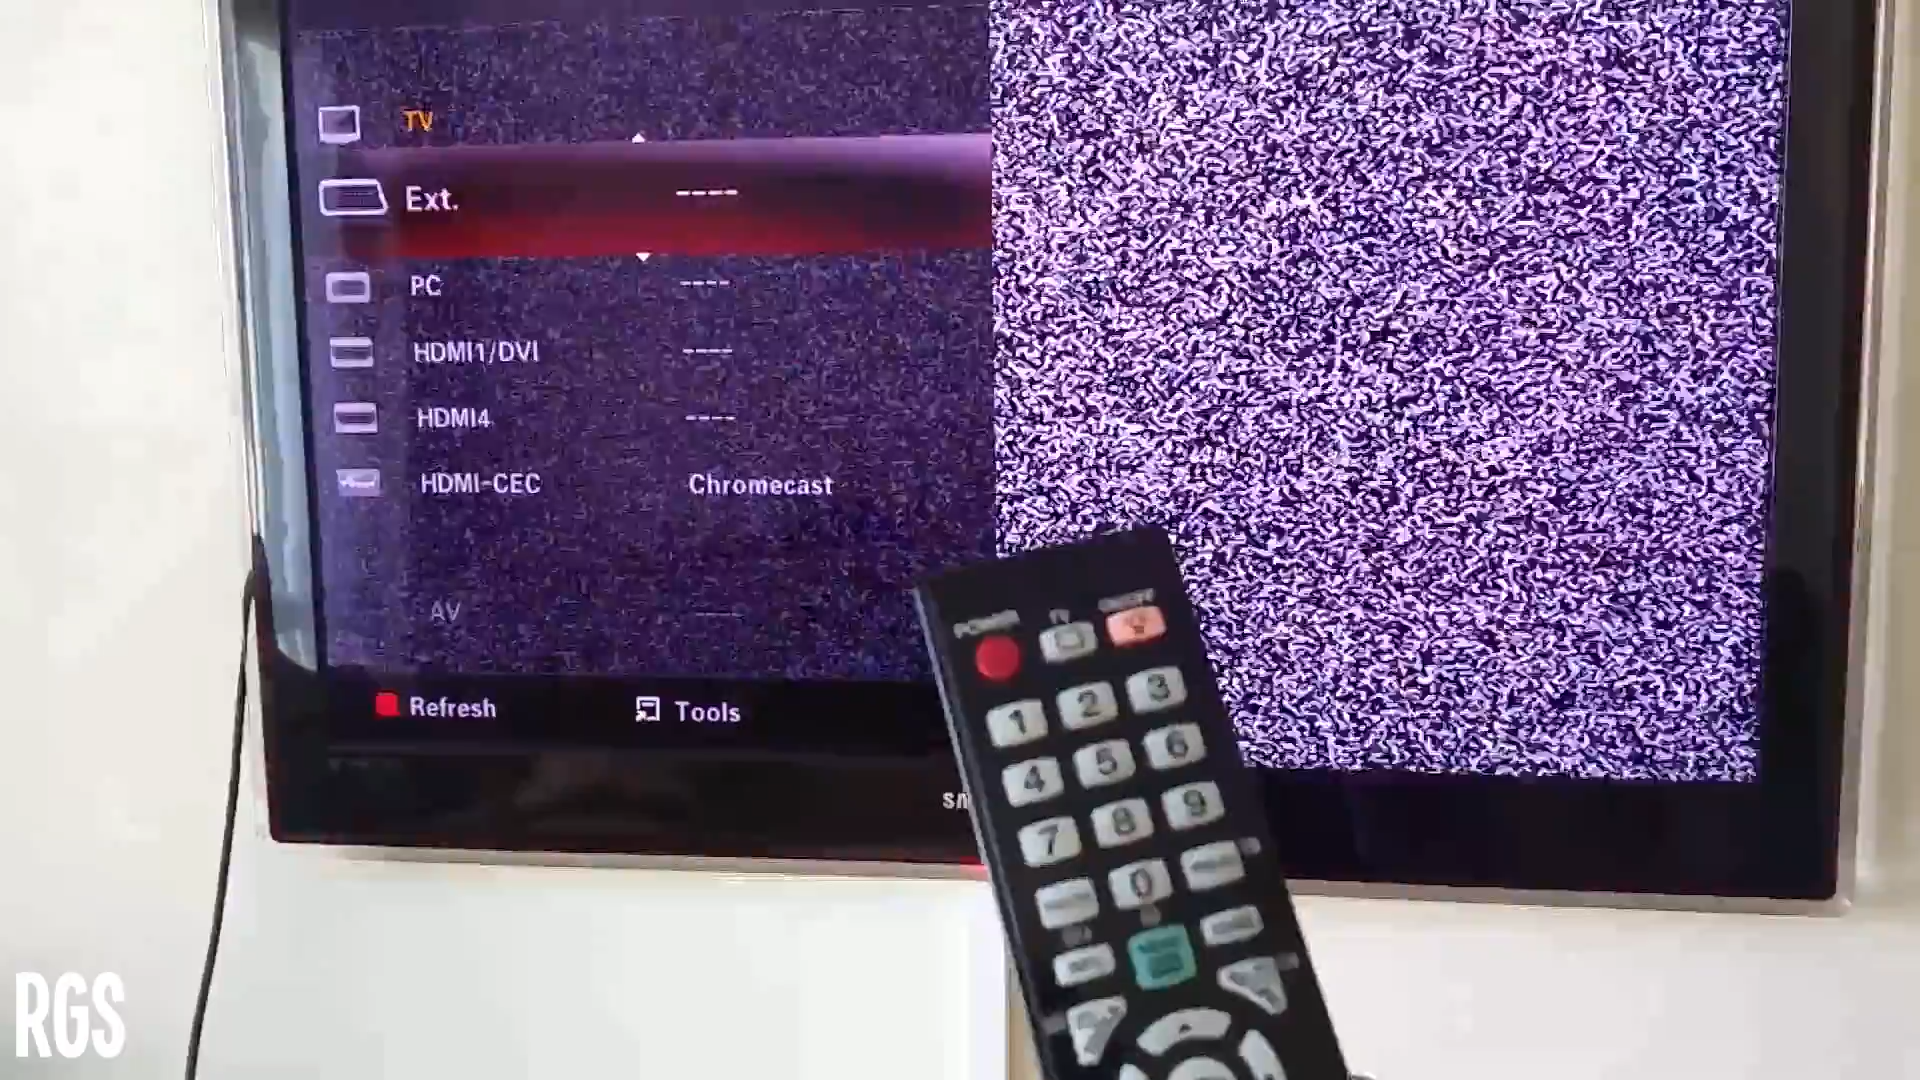 TV
Ext. ----
PC ----
HDMI1/DVI ----
HDMI4 ----
HDMI-CEC Chromecast
AV ----
Refresh Tools
POWER TV
1 2 3
4 5 6
7 8 9
0
RGS